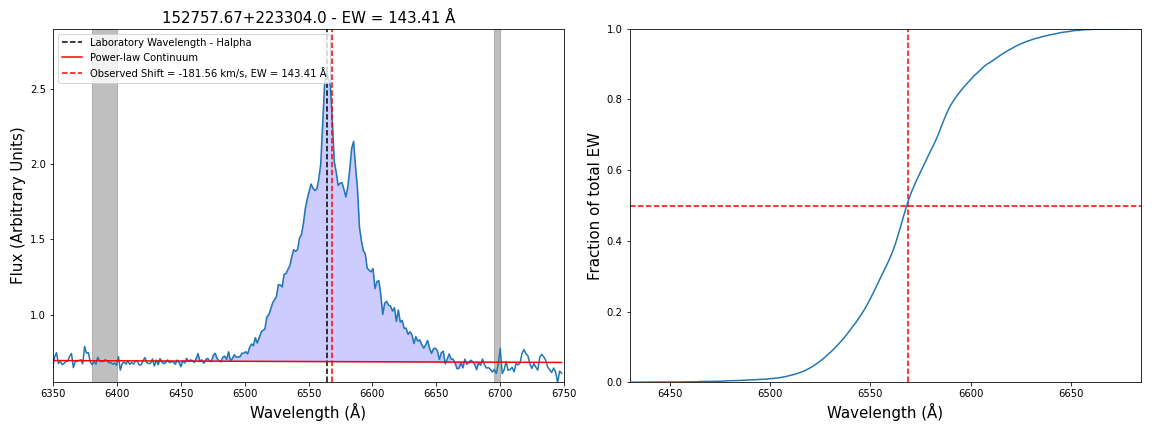 152757.67+223304.0 - EW = 143.41 Å
Laboratory Wavelength - Halpha
Power-law Continuum
Observed Shift = -181.56 km/s, EW = 143.41 Å
Flux (Arbitrary Units)
2.5
2.0
1.5
1.0
6350 6400 6450 6500 6550 6600 6650 6700 6750
Wavelength (Å)
Fraction of total EW
1.0
0.8
0.6
0.4
0.2
0.0
6450 6500 6550 6600 6650
Wavelength (Å)